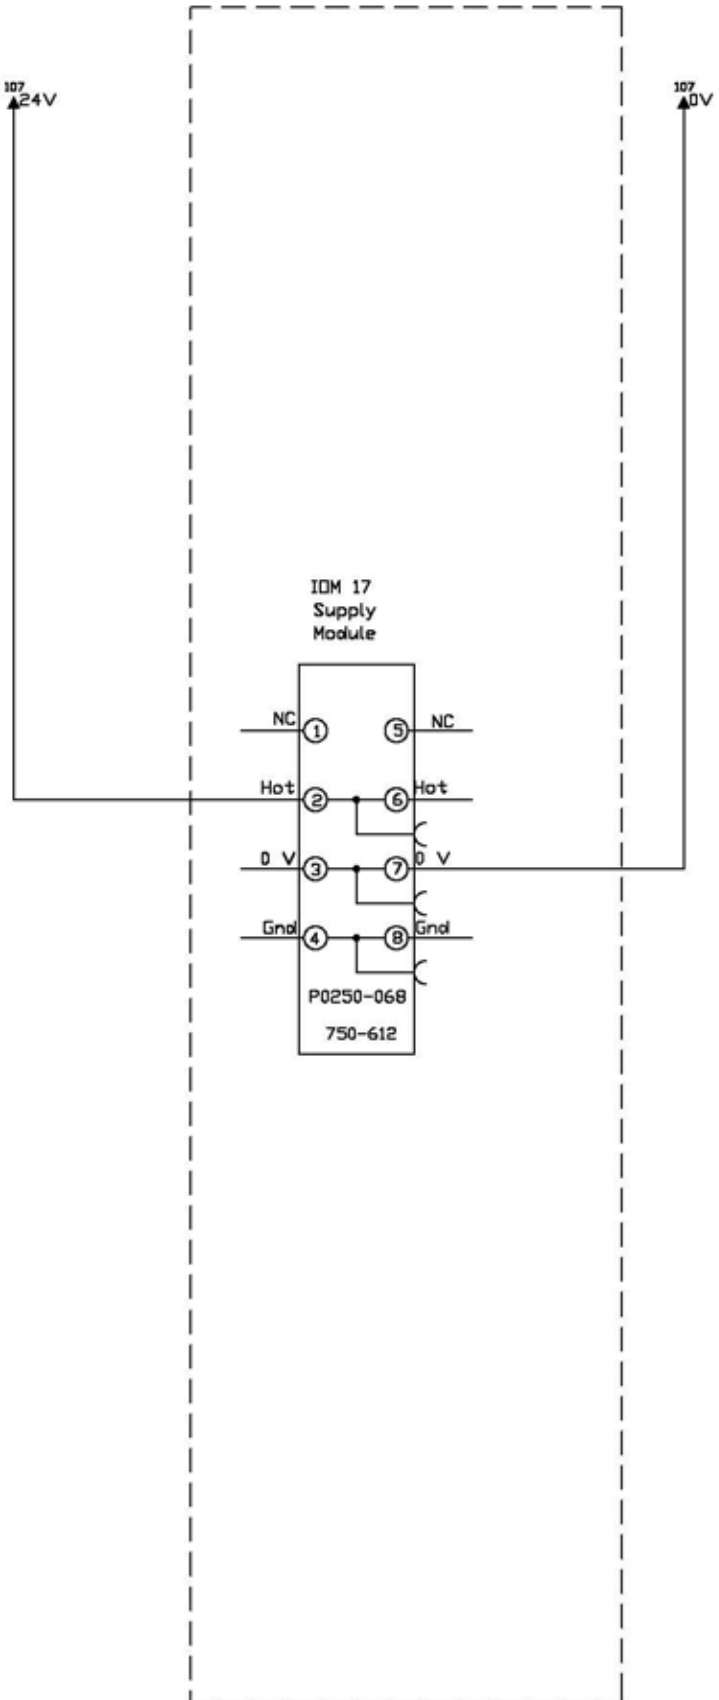 107
24V
107
0V
IOM 17
Supply
Module
NC 1 5 NC
Hot 2 6 Hot
0 V 3 7 0 V
Gnd 4 8 Gnd
P0250-068
750-612